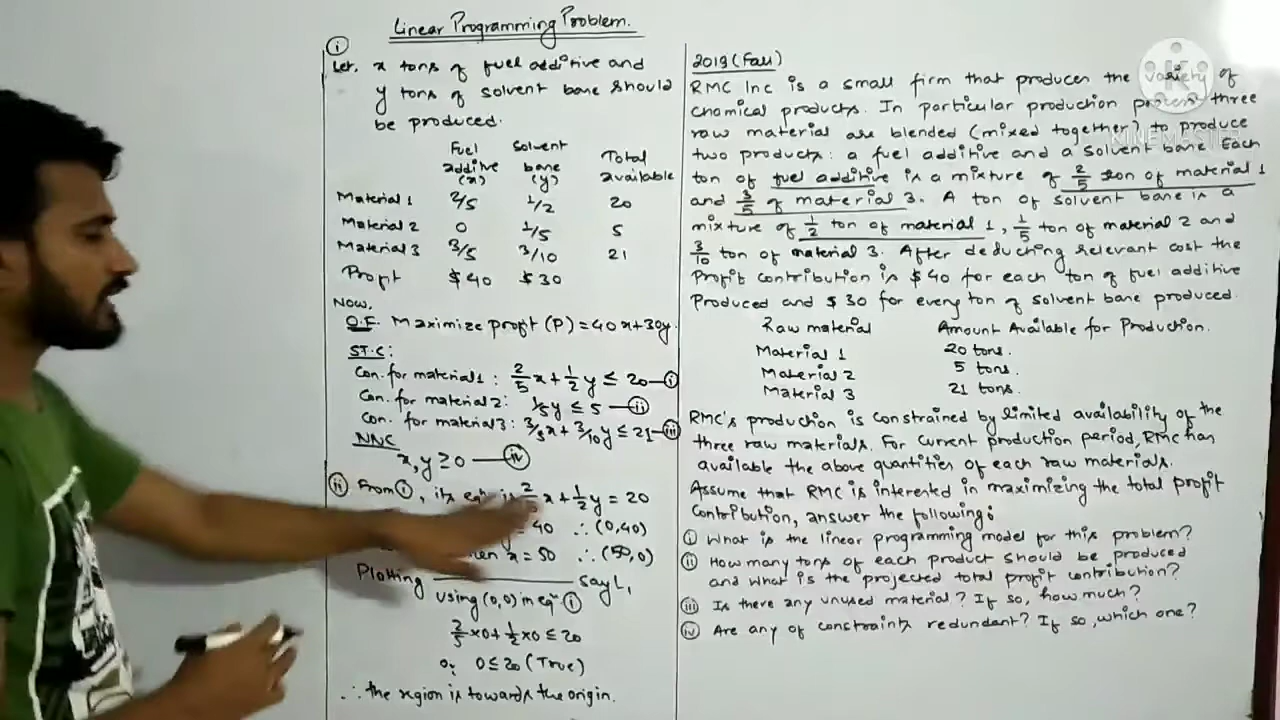 Linear Programming Problem.
(i)
Let, x tons of fuel additive and
y tons of solvent base should
be produced.
Fuel additive (x) Solvent base (y) Total available
Material 1 2/5 1/2 20
Material 2 0 1/5 5
Material 3 3/5 3/10 21
Profit $40 $30
Now,
O.F. Maximize profit (P) = 40x+30y.
S.T.C:
Con. for material 1: 2/5 x + 1/2 y ≤ 20 — (i)
Con. for material 2: 1/5 y ≤ 5 — (ii)
Con. for material 3: 3/5 x + 3/10 y ≤ 21 — (iii)
NNC
x, y ≥ 0 — (iv)
(ii) From (i), its eqn x + 1/2 y = 20
40 ∴ (0,40)
x = 50 ∴ (50,0)
Plotting Say L1
Using (0,0) in eqn (i)
2/5 ×0 + 1/2 ×0 ≤ 20
or, 0 ≤ 20 (True)
∴ the region is towards the origin.
2019 (Fall)
RMC Inc is a small firm that produces the variety of
chemical products. In particular production process three
raw material are blended (mixed together) to produce
two products: a fuel additive and a solvent base. Each
ton of fuel additive is a mixture of 2/5 ton of material 1
and 3/5 of material 3. A ton of solvent base is a
mixture of 1/2 ton of material 1, 1/5 ton of material 2 and
3/10 ton of material 3. After deducting relevant cost the
Profit contribution is $40 for each ton of fuel additive
Produced and $30 for every ton of solvent base produced.
Raw material Amount Available for Production.
Material 1 20 tons.
Material 2 5 tons.
Material 3 21 tons.
RMC's production is constrained by limited availability of the
three raw materials. For current production period, RMC has
available the above quantities of each raw materials.
Assume that RMC is interested in maximizing the total profit
contribution, answer the following:
(i) What is the linear programming model for this problem?
(ii) How many tons of each product should be produced
and what is the projected total profit contribution?
(iii) Is there any unused material? If so, how much?
(iv) Are any of constraints redundant? If so, which one?
KINEMASTER